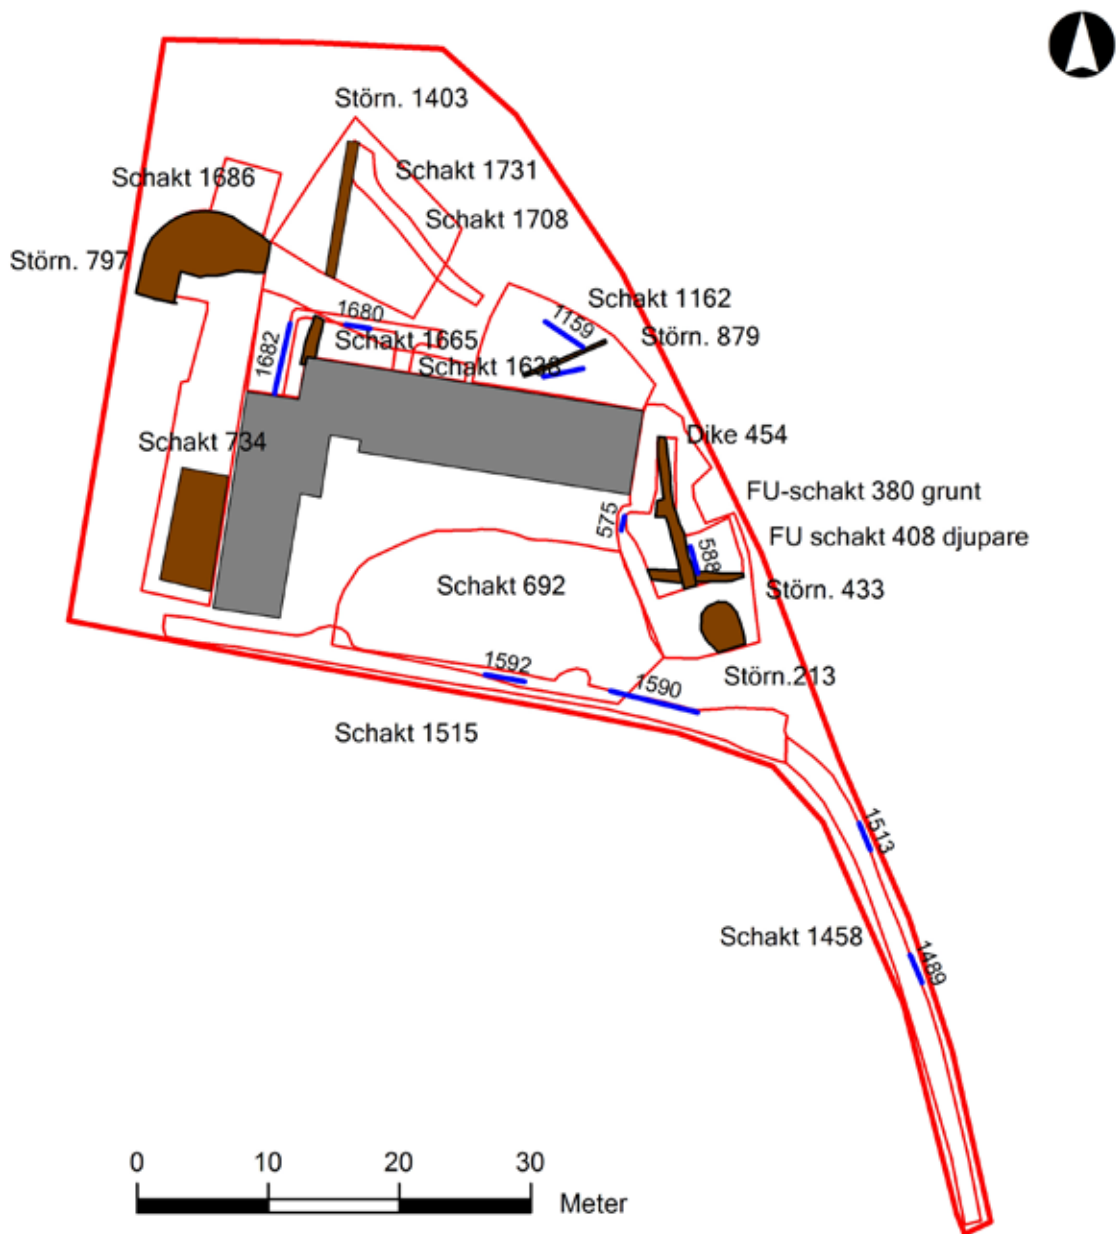 Störn. 1403
Schakt 1731
Schakt 1686
Schakt 1708
Störn. 797
Schakt 1162
1159
1680
Störn. 879
1682
Schakt 1665
Schakt 1638
Dike 454
Schakt 734
FU-schakt 380 grunt
575
FU schakt 408 djupare
588
Schakt 692
Störn. 433
1592
Störn.213
1590
Schakt 1515
1513
Schakt 1458
1489
0 10 20 30
Meter